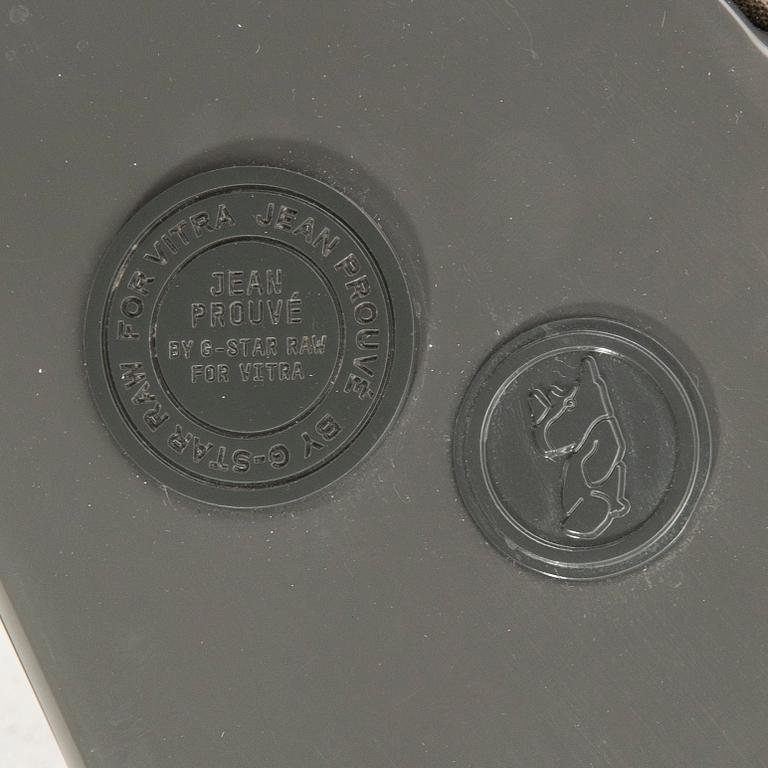 JEAN PROUVÉ BY G-STAR RAW FOR VITRA
JEAN
PROUVÉ
BY G-STAR RAW
FOR VITRA